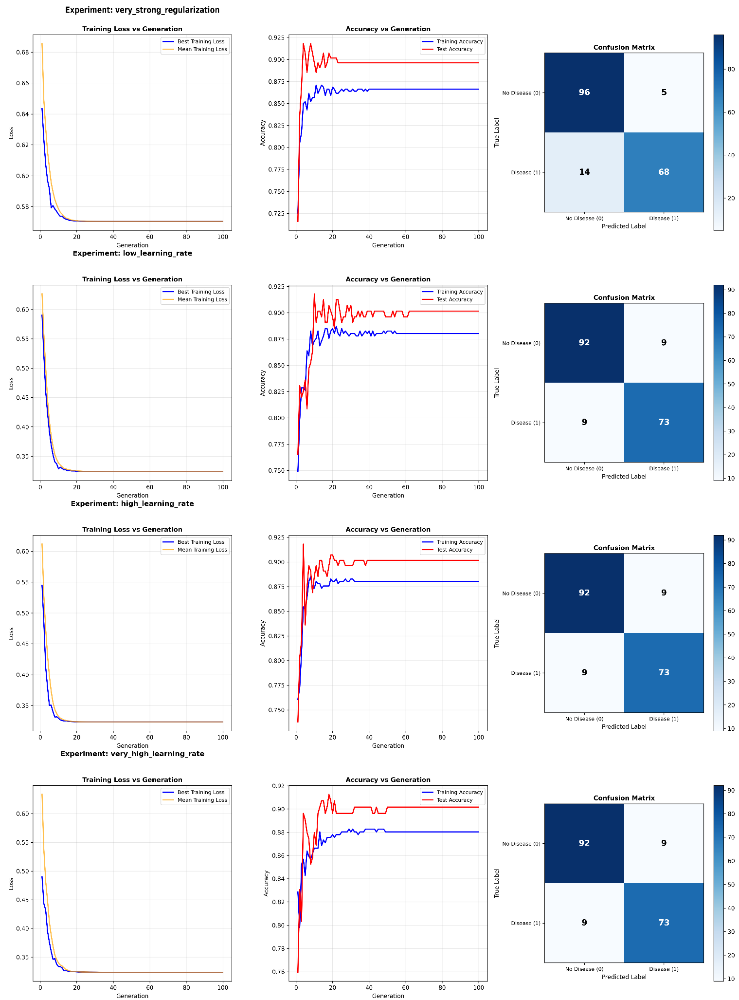 Experiment: very_strong_regularization
Training Loss vs Generation
Best Training Loss
Mean Training Loss
Loss
0.68
0.66
0.64
0.62
0.60
0.58
0 20 40 60 80 100
Generation
Accuracy vs Generation
Training Accuracy
Test Accuracy
Accuracy
0.925
0.900
0.875
0.850
0.825
0.800
0.775
0.750
0.725
0 20 40 60 80 100
Generation
Confusion Matrix
True Label
No Disease (0)
96 5
Disease (1)
14 68
No Disease (0) Disease (1)
Predicted Label
80
60
40
20
Experiment: low_learning_rate
Training Loss vs Generation
Best Training Loss
Mean Training Loss
Loss
0.60
0.55
0.50
0.45
0.40
0.35
0 20 40 60 80 100
Generation
Accuracy vs Generation
Training Accuracy
Test Accuracy
Accuracy
0.925
0.900
0.875
0.850
0.825
0.800
0.775
0.750
0 20 40 60 80 100
Generation
Confusion Matrix
True Label
No Disease (0)
92 9
Disease (1)
9 73
No Disease (0) Disease (1)
Predicted Label
90
80
70
60
50
40
30
20
10
Experiment: high_learning_rate
Training Loss vs Generation
Best Training Loss
Mean Training Loss
Loss
0.60
0.55
0.50
0.45
0.40
0.35
0 20 40 60 80 100
Generation
Accuracy vs Generation
Training Accuracy
Test Accuracy
Accuracy
0.925
0.900
0.875
0.850
0.825
0.800
0.775
0.750
0 20 40 60 80 100
Generation
Confusion Matrix
True Label
No Disease (0)
92 9
Disease (1)
9 73
No Disease (0) Disease (1)
Predicted Label
90
80
70
60
50
40
30
20
10
Experiment: very_high_learning_rate
Training Loss vs Generation
Best Training Loss
Mean Training Loss
Loss
0.60
0.55
0.50
0.45
0.40
0.35
0 20 40 60 80 100
Generation
Accuracy vs Generation
Training Accuracy
Test Accuracy
Accuracy
0.92
0.90
0.88
0.86
0.84
0.82
0.80
0.78
0.76
0 20 40 60 80 100
Generation
Confusion Matrix
True Label
No Disease (0)
92 9
Disease (1)
9 73
No Disease (0) Disease (1)
Predicted Label
90
80
70
60
50
40
30
20
10